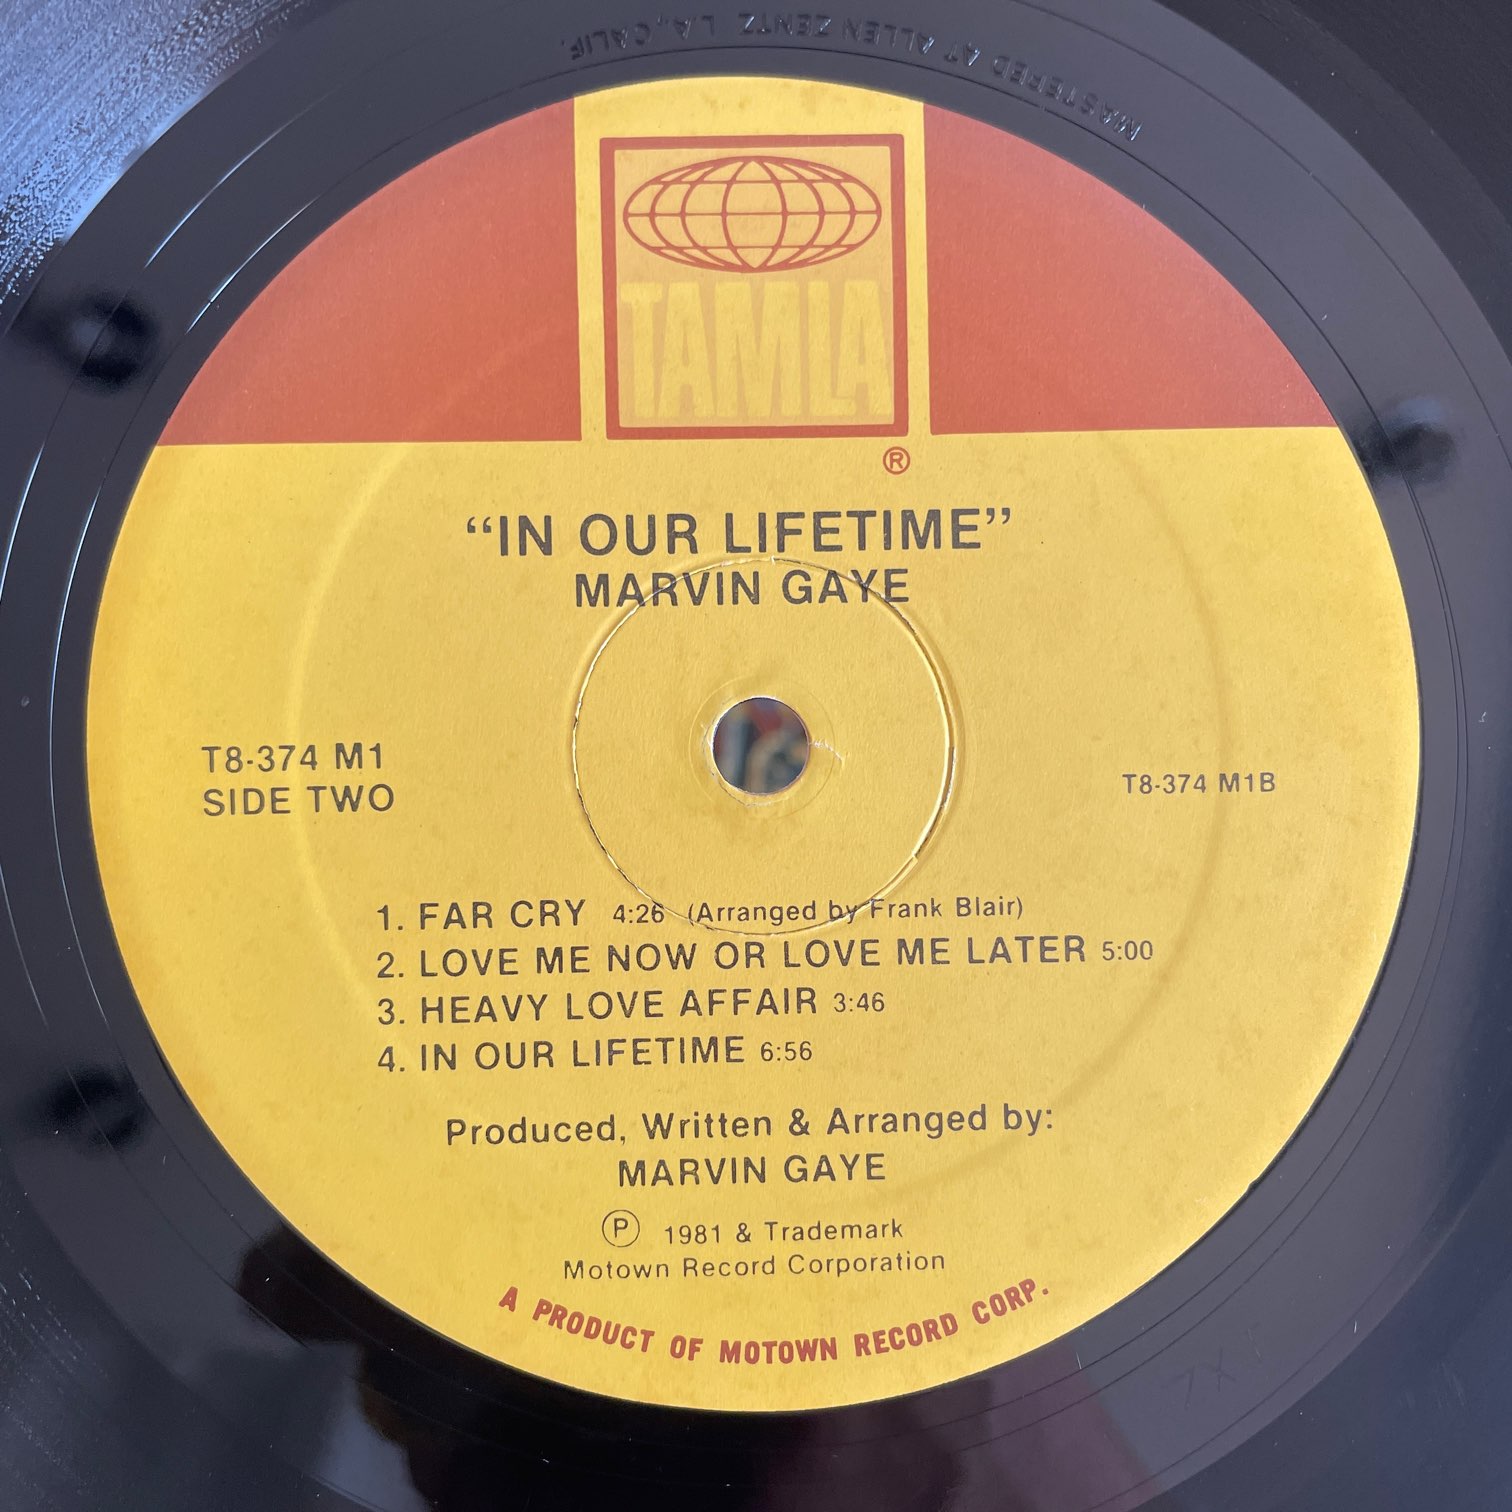 MASTERED AT ALLEN ZENTZ L.A., CALIF.
TAMLA
®
“IN OUR LIFETIME”
MARVIN GAYE
T8-374 M1
SIDE TWO
T8-374 M1B
1. FAR CRY 4:26 (Arranged by Frank Blair)
2. LOVE ME NOW OR LOVE ME LATER 5:00
3. HEAVY LOVE AFFAIR 3:46
4. IN OUR LIFETIME 6:56
Produced, Written & Arranged by:
MARVIN GAYE
Ⓟ 1981 & Trademark
Motown Record Corporation
A PRODUCT OF MOTOWN RECORD CORP.